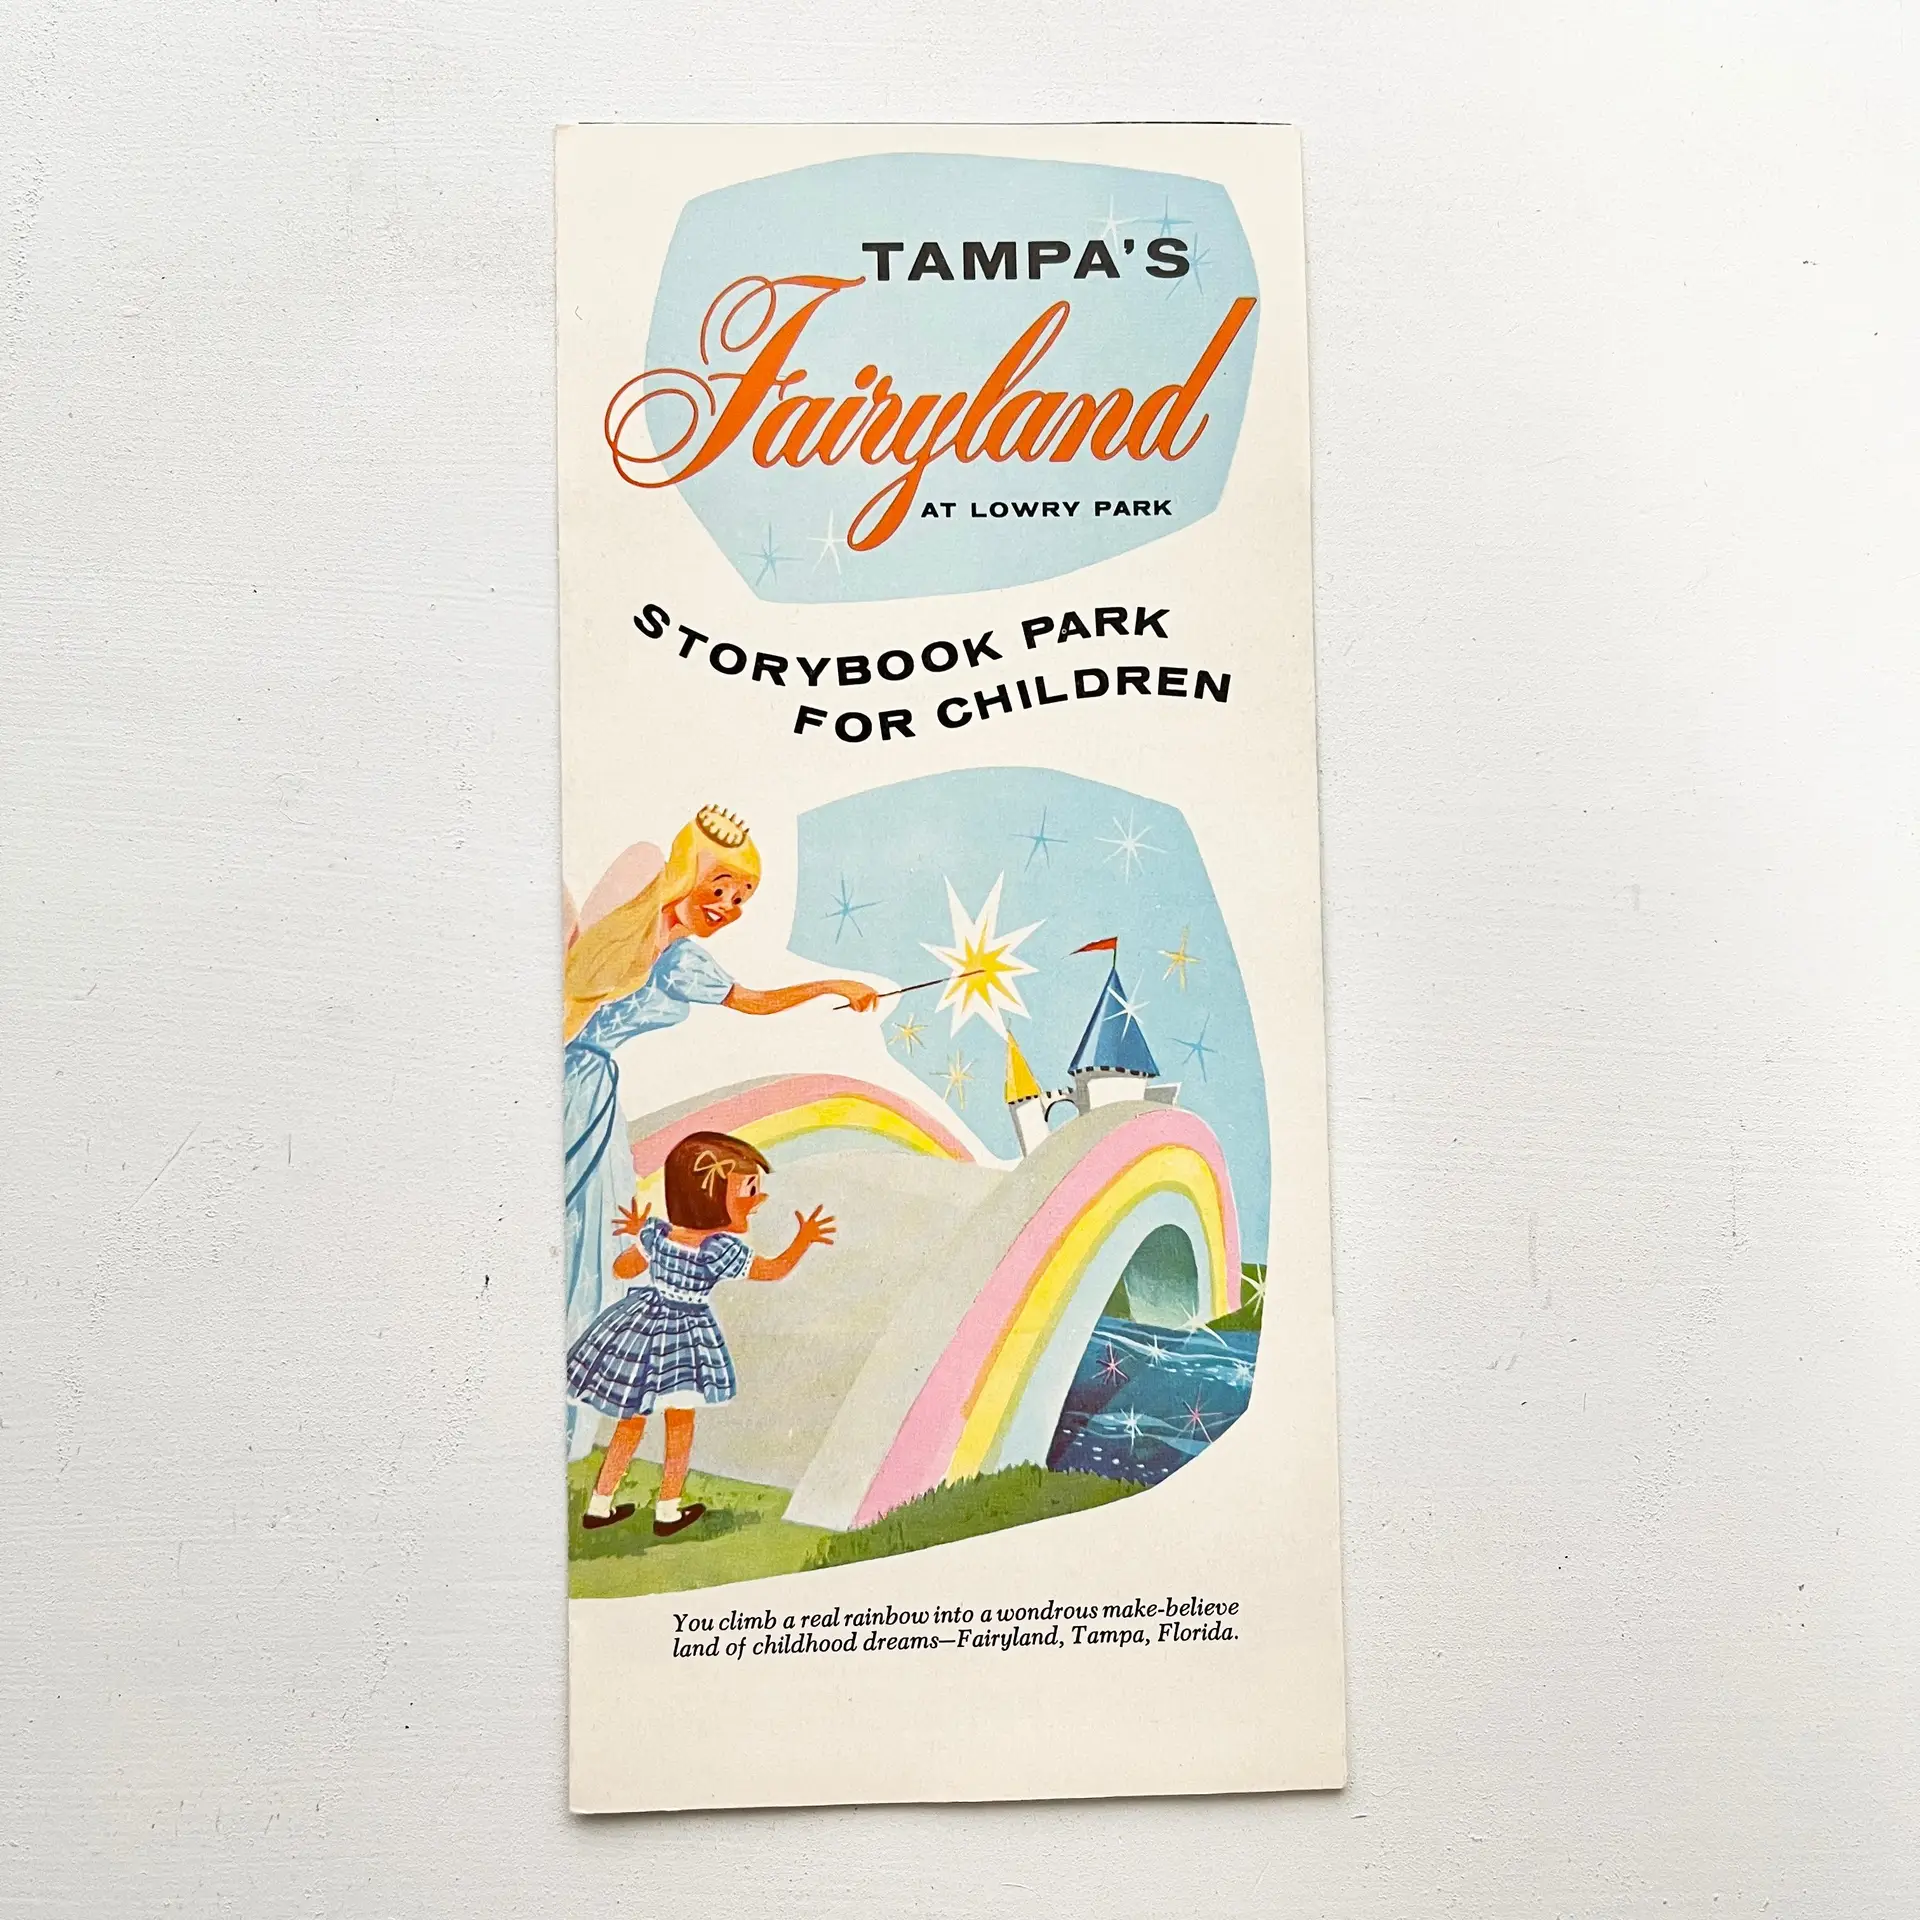 TAMPA'S
Fairyland
AT LOWRY PARK
STORYBOOK PARK
FOR CHILDREN
You climb a real rainbow into a wondrous make-believe
land of childhood dreams—Fairyland, Tampa, Florida.